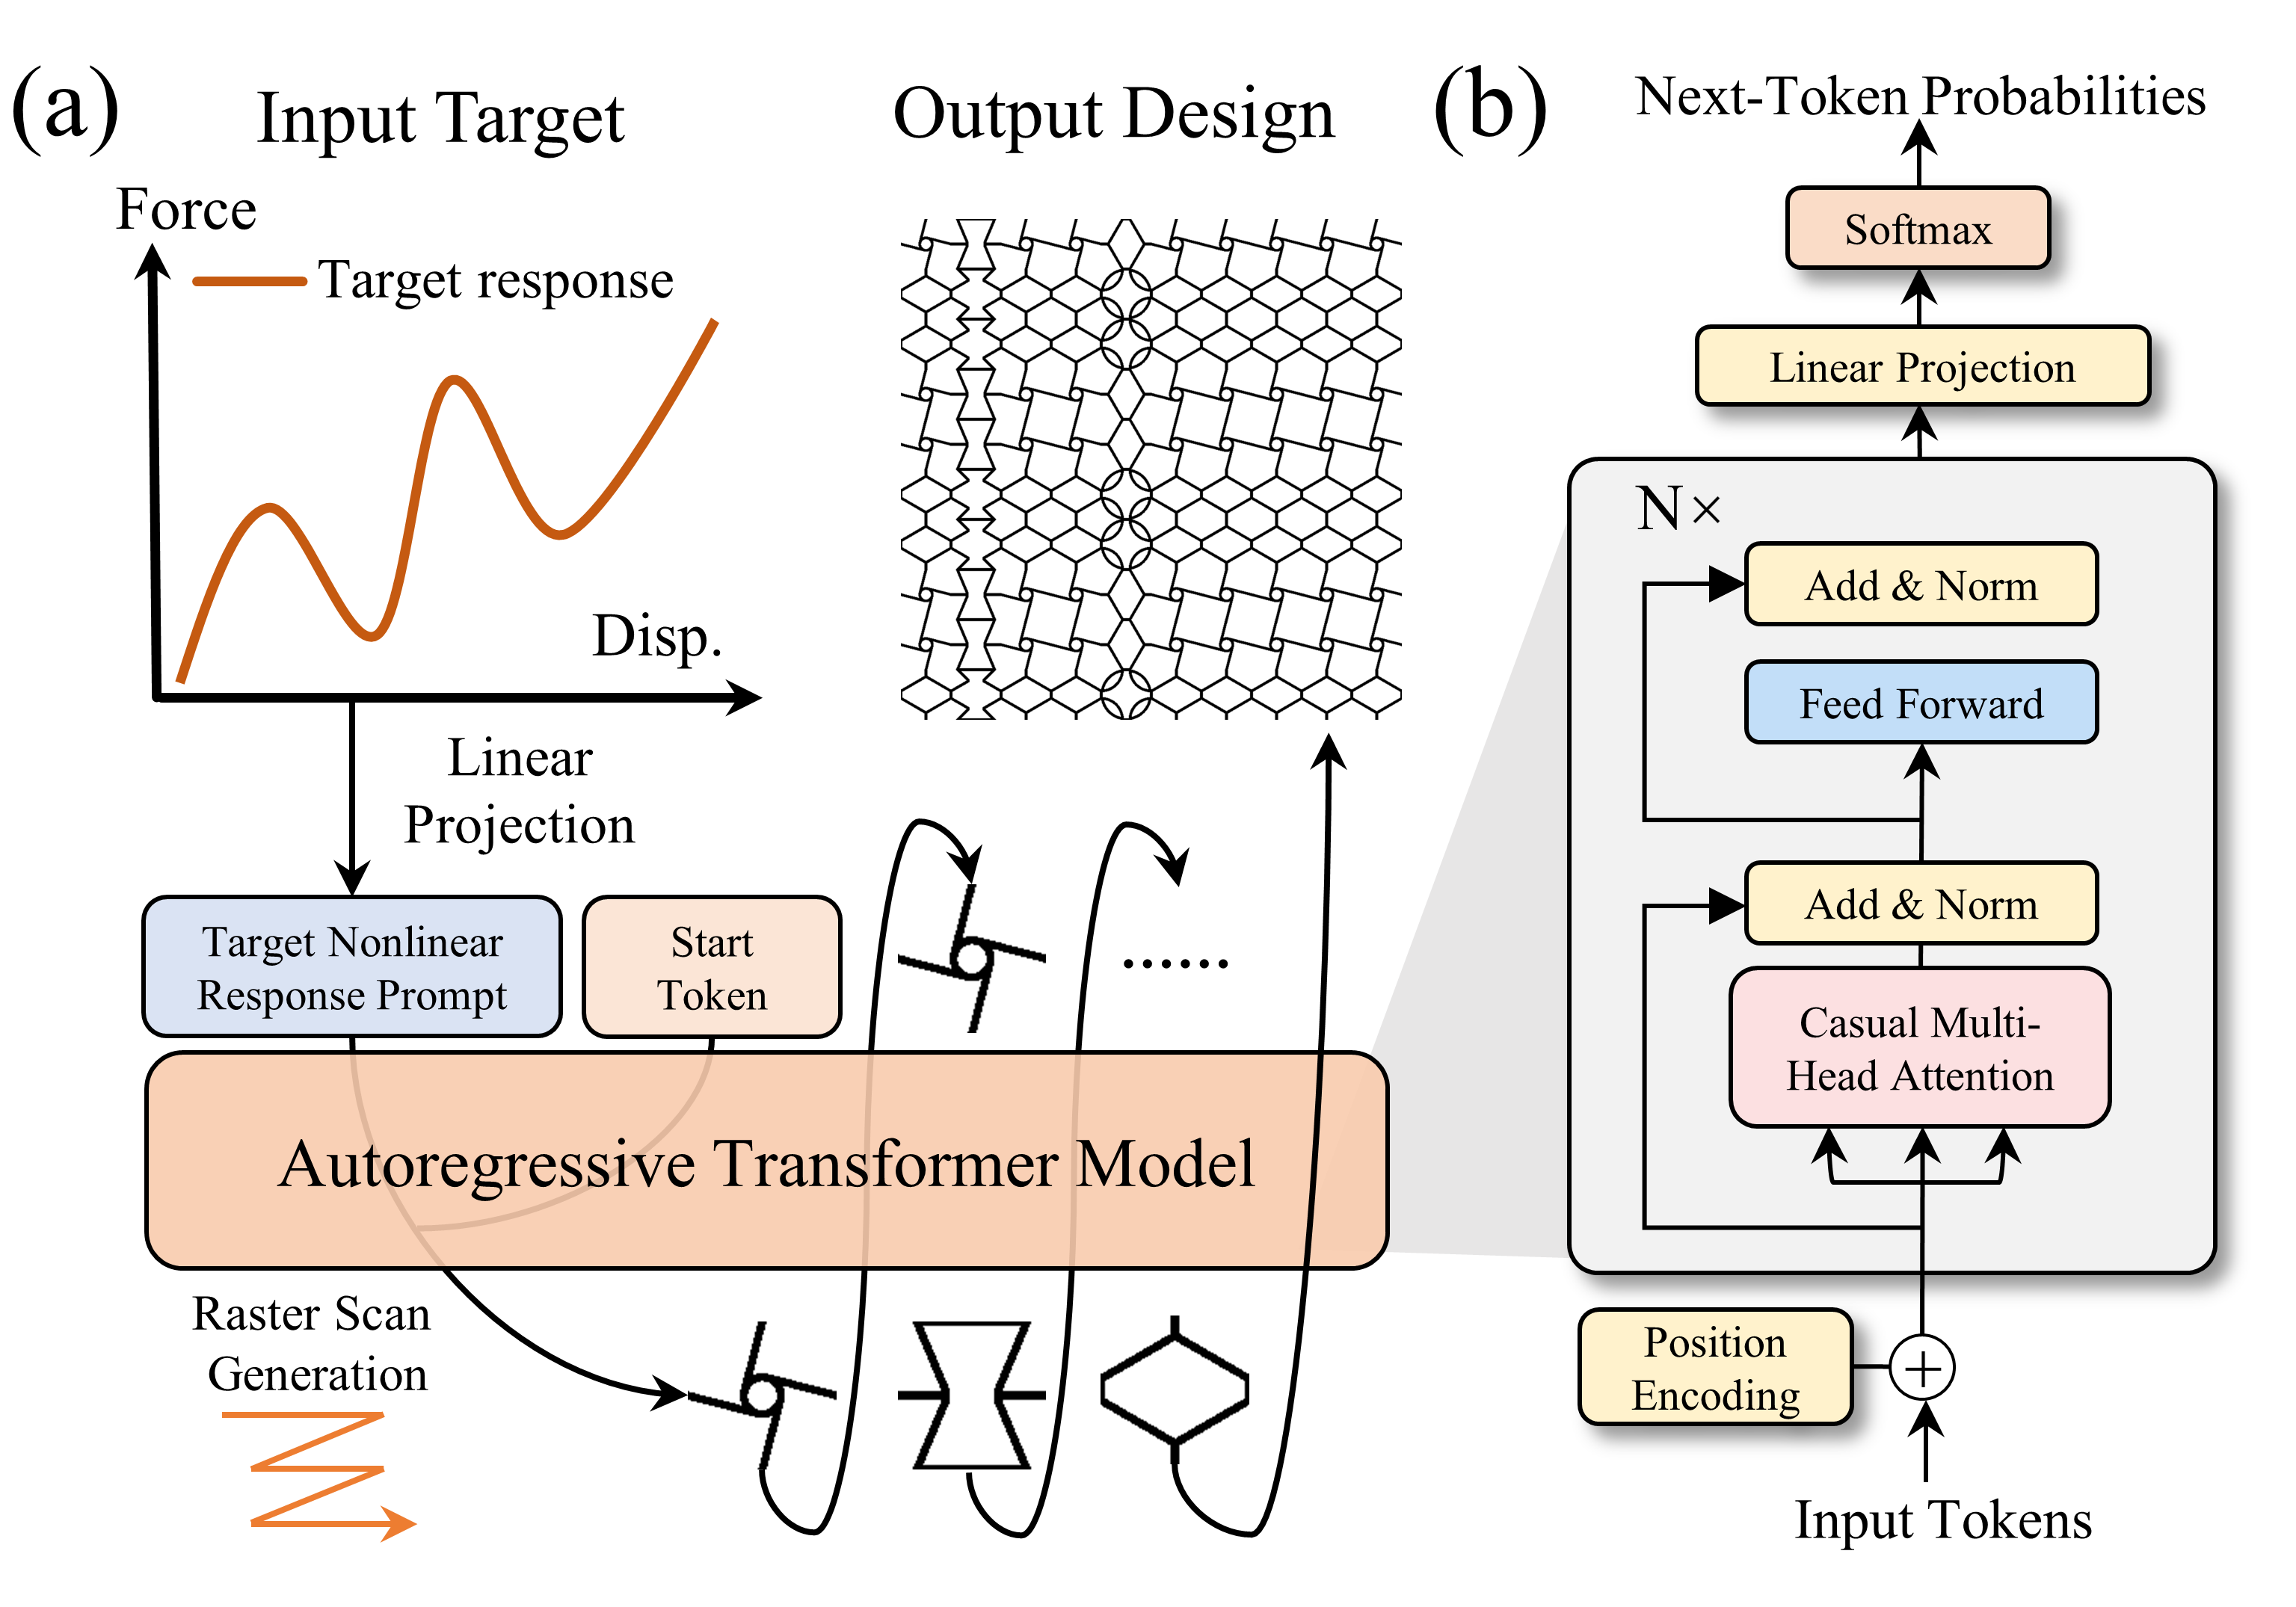 (a)
Input Target
Output Design
Force
Target response
Disp.
Linear
Projection
Target Nonlinear
Response Prompt
Start
Token
......
Autoregressive Transformer Model
Raster Scan
Generation
(b)
Next-Token Probabilities
Softmax
Linear Projection
N×
Add & Norm
Feed Forward
Add & Norm
Casual Multi-
Head Attention
Position
Encoding
+
Input Tokens